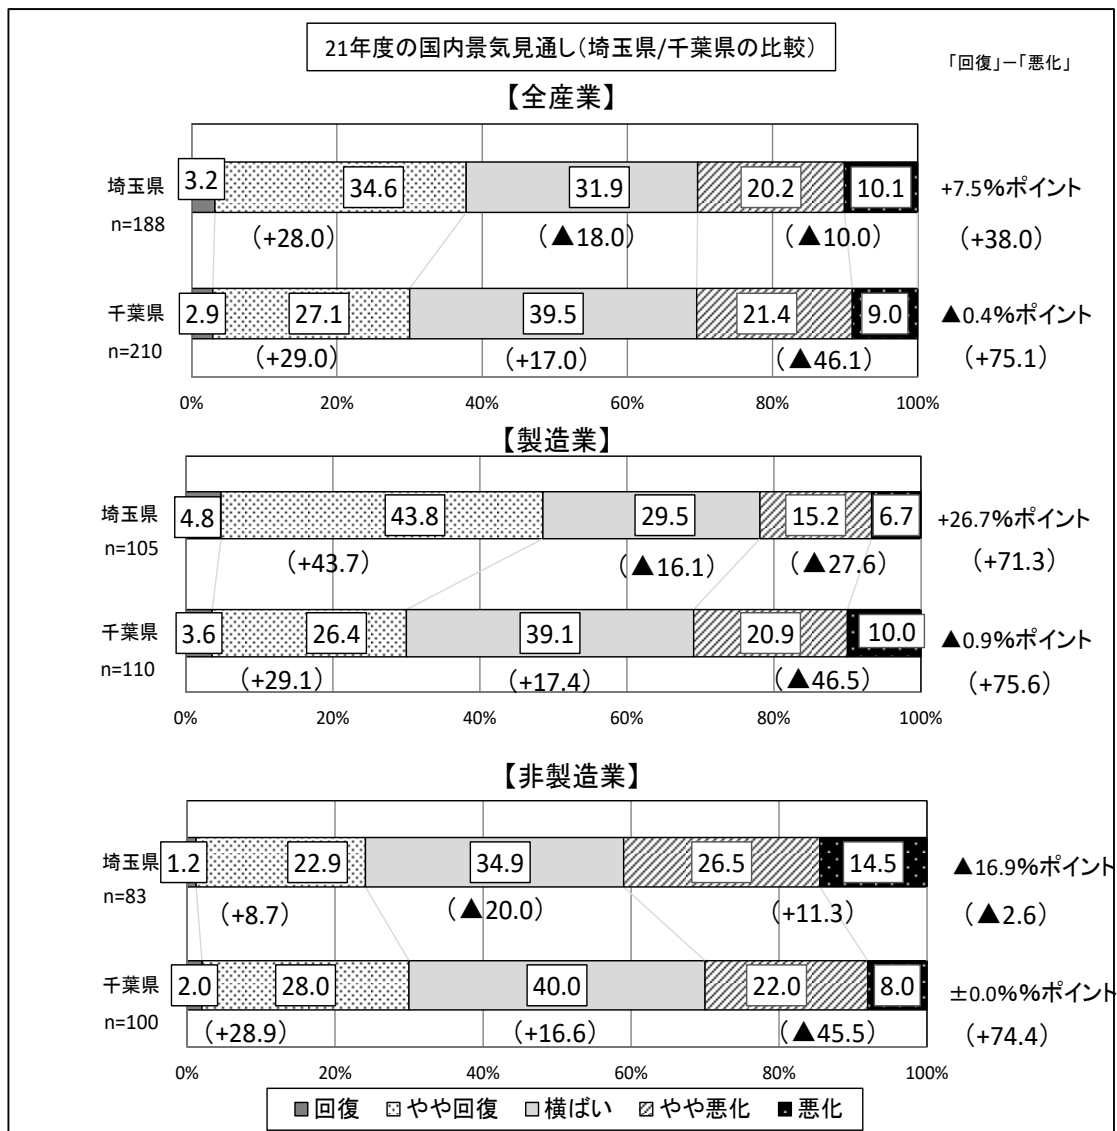 21年度の国内景気見通し(埼玉県/千葉県の比較)
「回復」ー「悪化」
【全産業】
埼玉県 3.2 34.6 31.9 20.2 10.1 +7.5%ポイント
n=188 (+28.0) (▲18.0) (▲10.0) (+38.0)
千葉県 2.9 27.1 39.5 21.4 9.0 ▲0.4%ポイント
n=210 (+29.0) (+17.0) (▲46.1) (+75.1)
0% 20% 40% 60% 80% 100%
【製造業】
埼玉県 4.8 43.8 29.5 15.2 6.7 +26.7%ポイント
n=105 (+43.7) (▲16.1) (▲27.6) (+71.3)
千葉県 3.6 26.4 39.1 20.9 10.0 ▲0.9%ポイント
n=110 (+29.1) (+17.4) (▲46.5) (+75.6)
0% 20% 40% 60% 80% 100%
【非製造業】
埼玉県 1.2 22.9 34.9 26.5 14.5 ▲16.9%ポイント
n=83 (+8.7) (▲20.0) (+11.3) (▲2.6)
千葉県 2.0 28.0 40.0 22.0 8.0 ±0.0%%ポイント
n=100 (+28.9) (+16.6) (▲45.5) (+74.4)
0% 20% 40% 60% 80% 100%
回復 やや回復 横ばい やや悪化 悪化